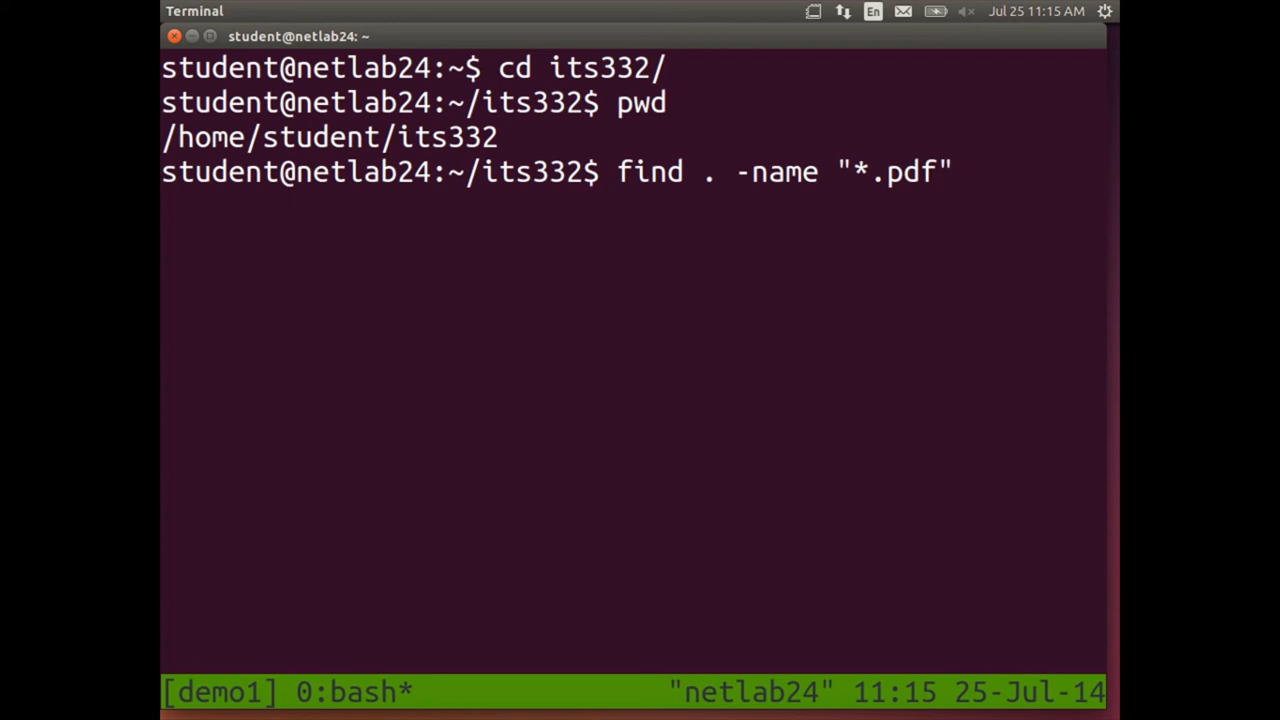 Terminal
En
Jul 25 11:15 AM
student@netlab24: ~
student@netlab24:~$ cd its332/
student@netlab24:~/its332$ pwd
/home/student/its332
student@netlab24:~/its332$ find . -name "*.pdf"
[demo1] 0:bash* "netlab24" 11:15 25-Jul-14